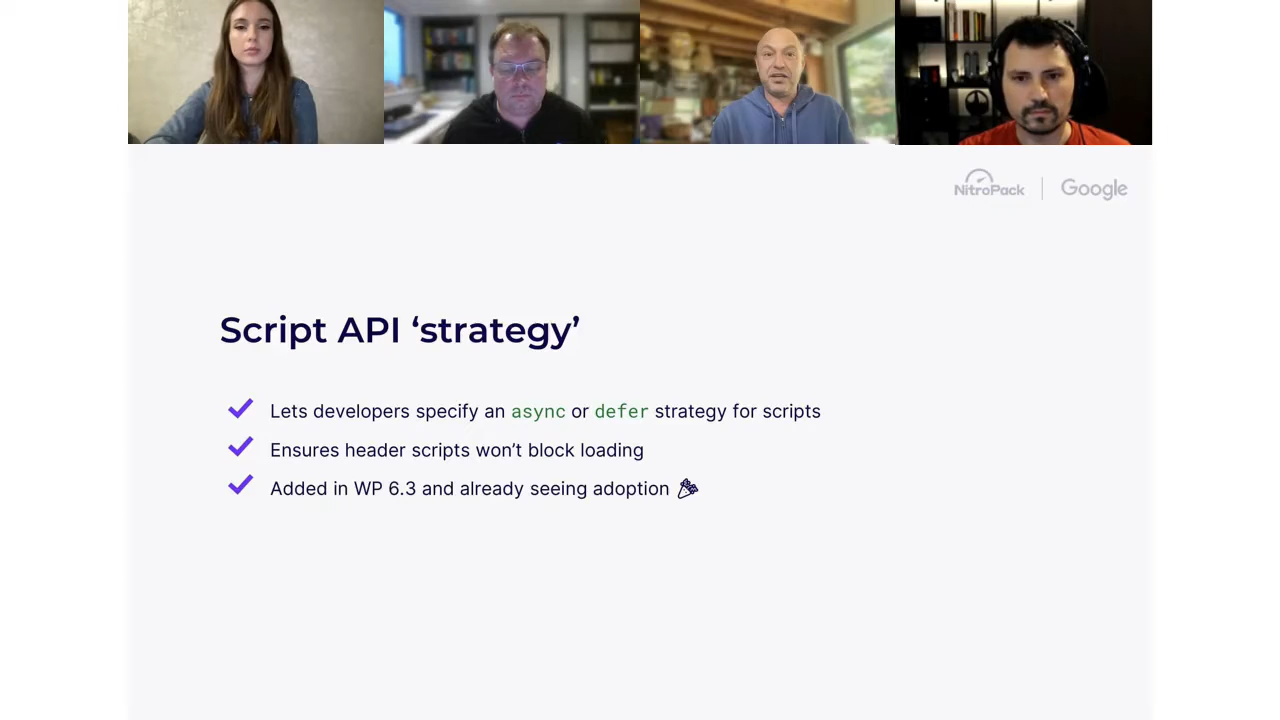 NitroPack | Google
Script API ‘strategy’
Lets developers specify an async or defer strategy for scripts
Ensures header scripts won’t block loading
Added in WP 6.3 and already seeing adoption 🎉